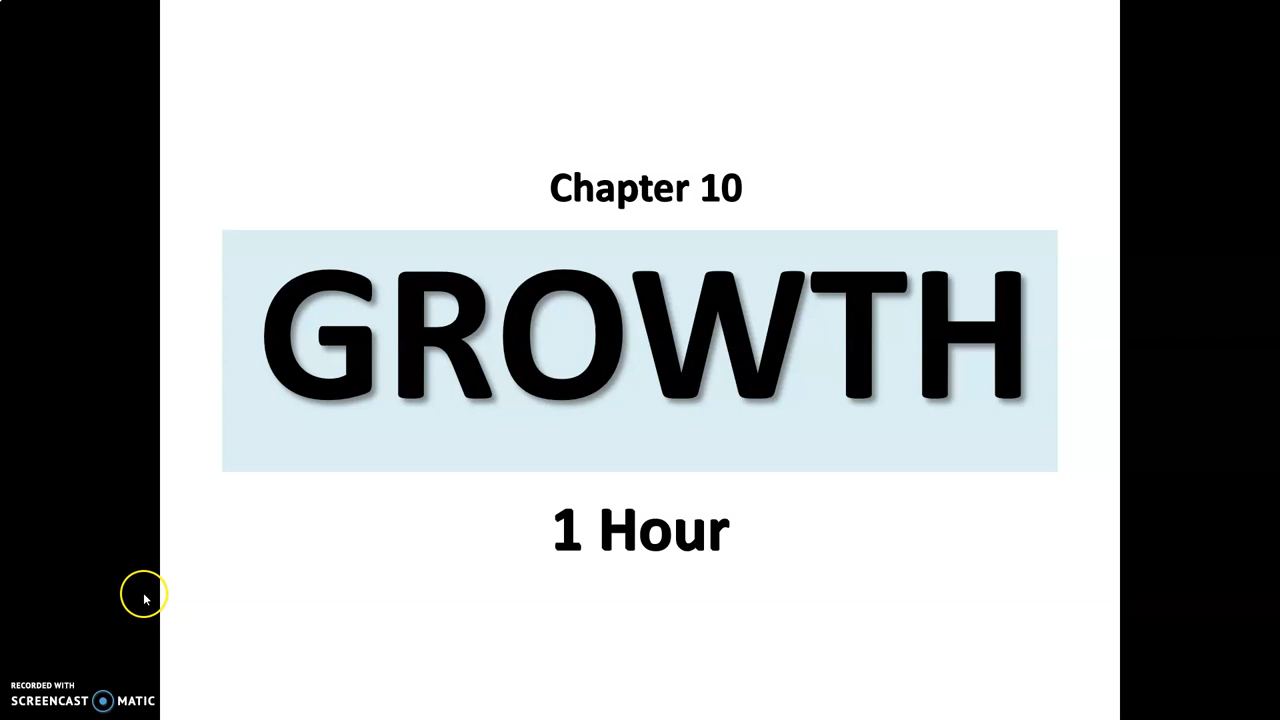 Chapter 10
GROWTH
1 Hour
RECORDED WITH
SCREENCAST MATIC